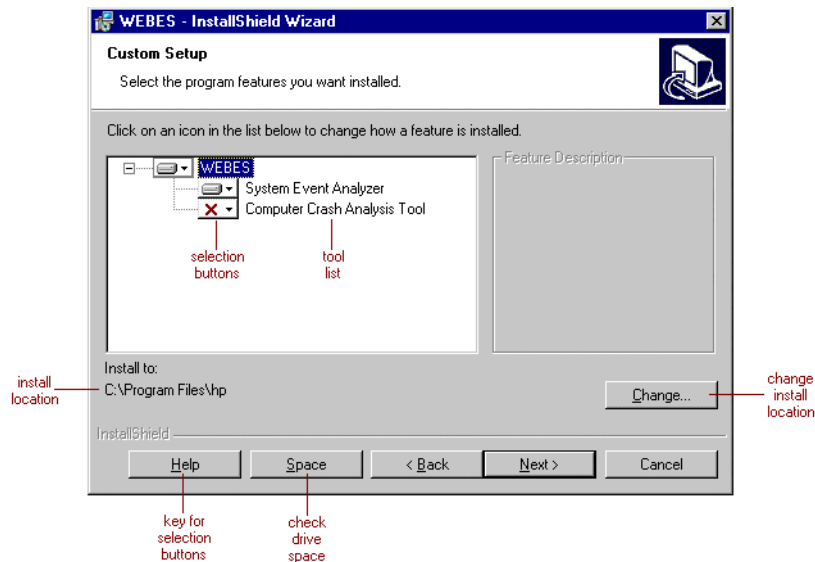 WEBES - InstallShield Wizard
Custom Setup
Select the program features you want installed.
Click on an icon in the list below to change how a feature is installed.
WEBES
System Event Analyzer
Computer Crash Analysis Tool
selection
buttons
tool
list
Feature Description
Install to:
C:\Program Files\hp
install
location
Change...
change
install
location
InstallShield
Help
Space
< Back
Next >
Cancel
key for
selection
buttons
check
drive
space